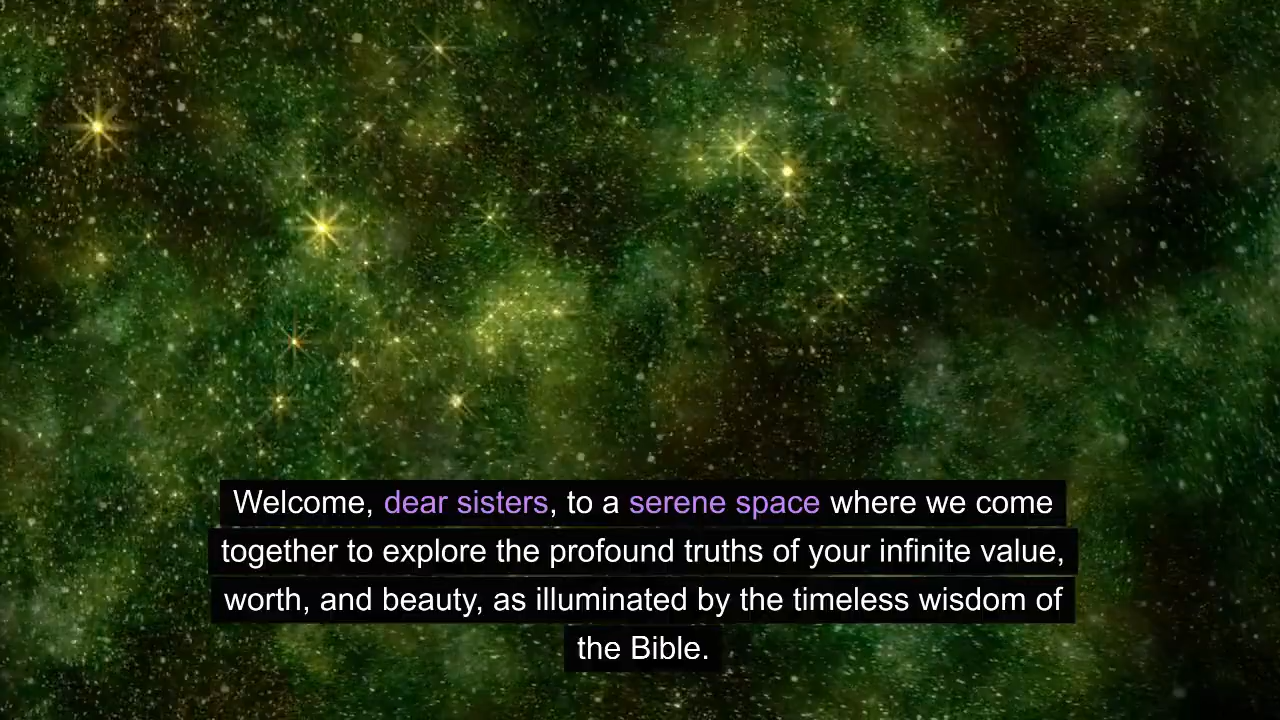 Welcome, dear sisters, to a serene space where we come
together to explore the profound truths of your infinite value,
worth, and beauty, as illuminated by the timeless wisdom of
the Bible.